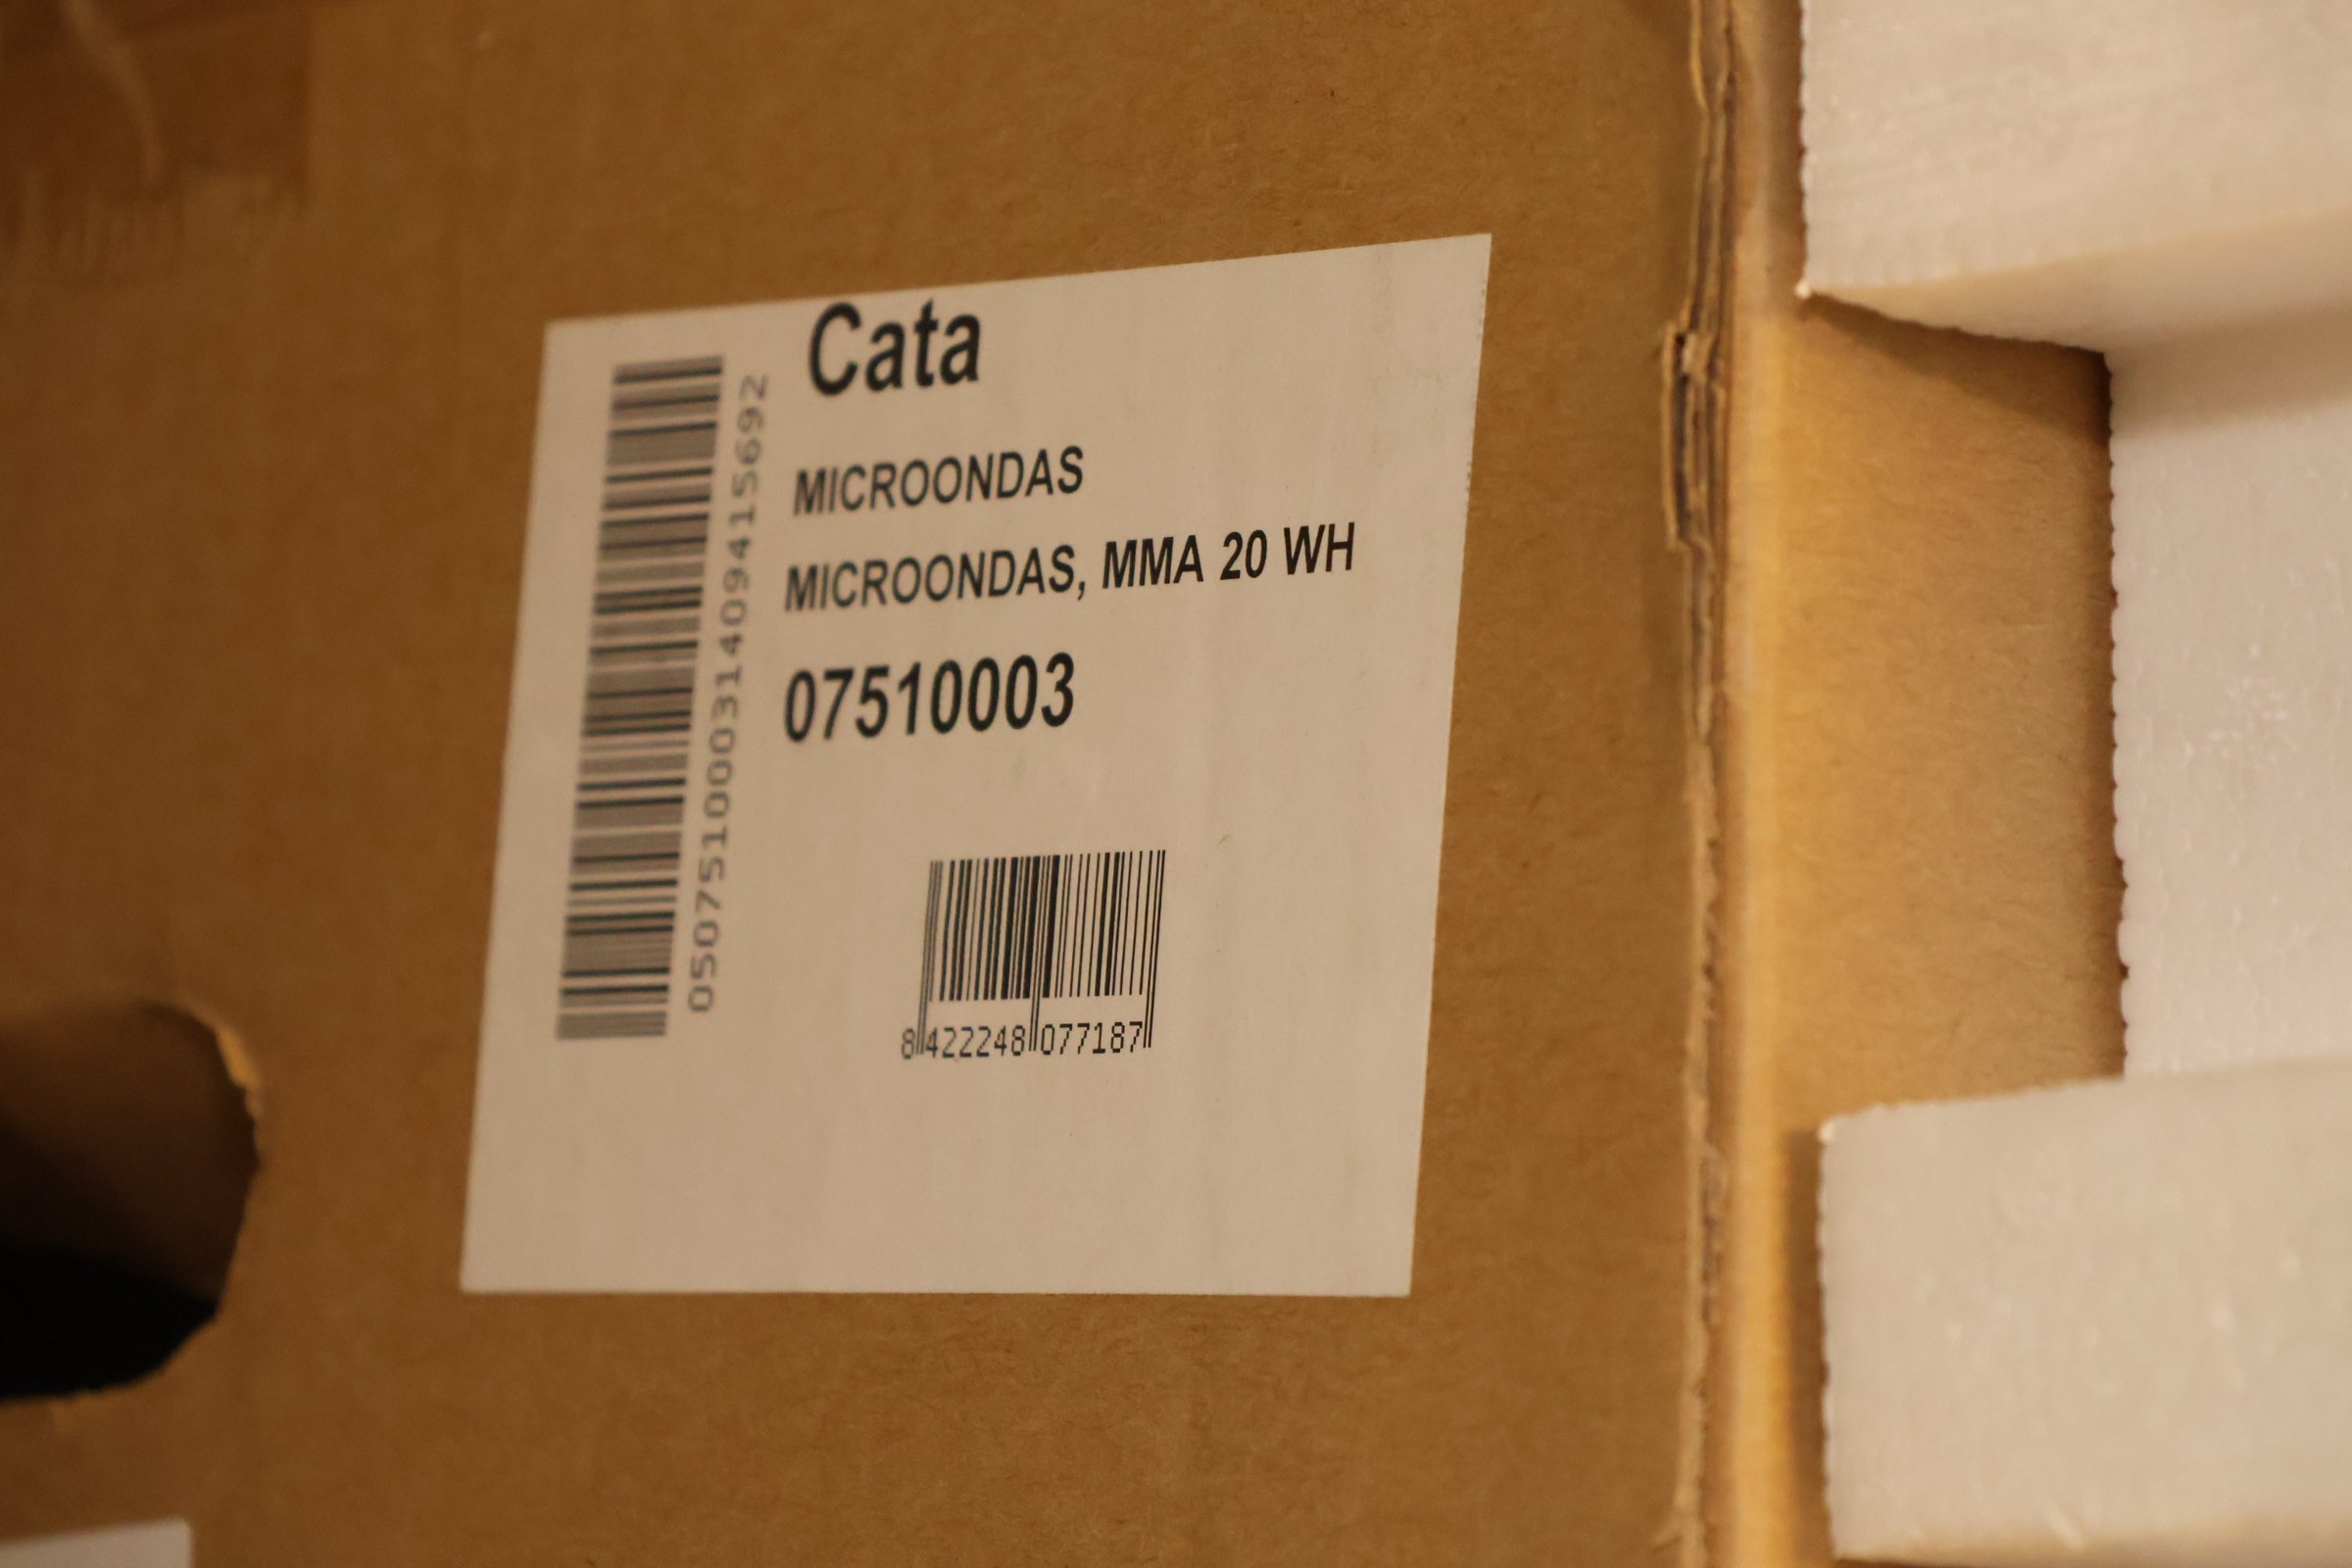 Cata
MICROONDAS
MICROONDAS, MMA 20 WH
07510003
05075100031409415692
8 422248 077187